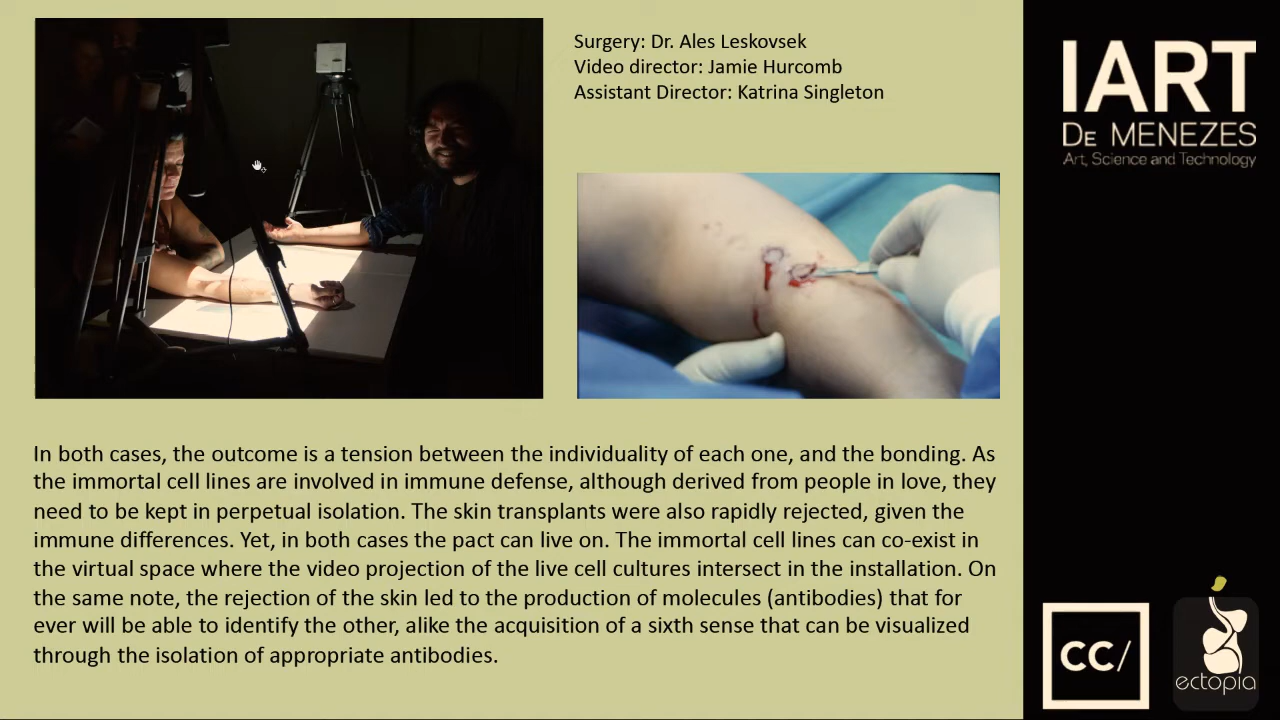 Surgery: Dr. Ales Leskovsek
Video director: Jamie Hurcomb
Assistant Director: Katrina Singleton
IART
DE MENEZES
Art, Science and Technology
In both cases, the outcome is a tension between the individuality of each one, and the bonding. As
the immortal cell lines are involved in immune defense, although derived from people in love, they
need to be kept in perpetual isolation. The skin transplants were also rapidly rejected, given the
immune differences. Yet, in both cases the pact can live on. The immortal cell lines can co-exist in
the virtual space where the video projection of the live cell cultures intersect in the installation. On
the same note, the rejection of the skin led to the production of molecules (antibodies) that for
ever will be able to identify the other, alike the acquisition of a sixth sense that can be visualized
through the isolation of appropriate antibodies.
CC/
ectopia